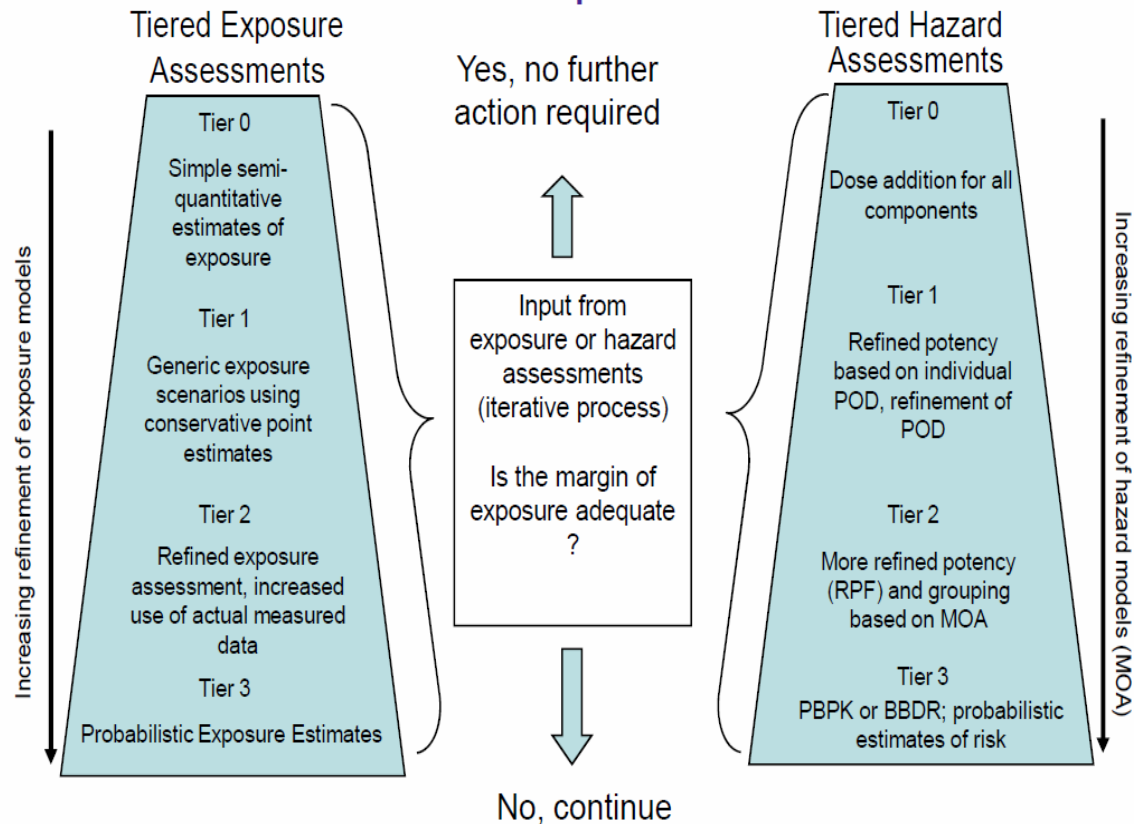 Tiered Exposure
Assessments
Tier 0
Simple semi-
quantitative
estimates of
exposure
Tier 1
Generic exposure
scenarios using
conservative point
estimates
Tier 2
Refined exposure
assessment, increased
use of actual measured
data
Tier 3
Probabilistic Exposure Estimates
Increasing refinement of exposure models
Yes, no further
action required
Input from
exposure or hazard
assessments
(iterative process)
Is the margin of
exposure adequate
?
No, continue
Tiered Hazard
Assessments
Tier 0
Dose addition for all
components
Tier 1
Refined potency
based on individual
POD, refinement of
POD
Tier 2
More refined potency
(RPF) and grouping
based on MOA
Tier 3
PBPK or BBDR; probabilistic
estimates of risk
Increasing refinement of hazard models (MOA)